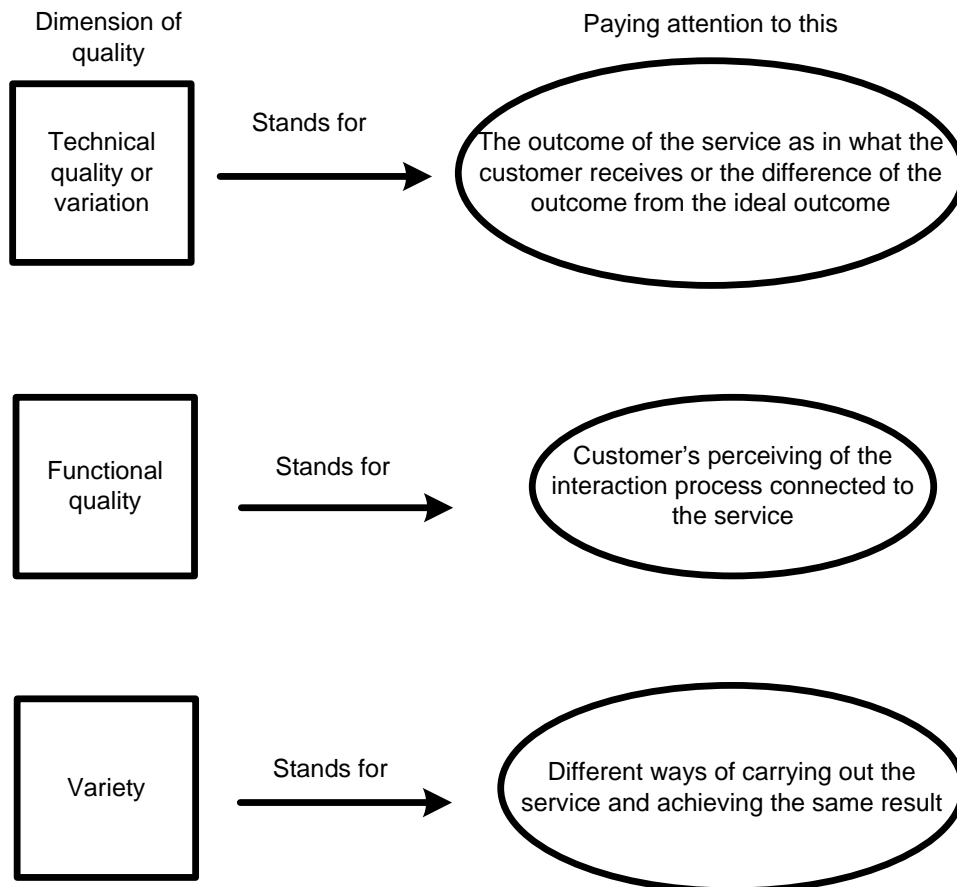 Dimension of
quality
Paying attention to this
Technical
quality or
variation
Stands for
The outcome of the service as in what the
customer receives or the difference of the
outcome from the ideal outcome
Functional
quality
Stands for
Customer’s perceiving of the
interaction process connected to
the service
Variety
Stands for
Different ways of carrying out the
service and achieving the same result